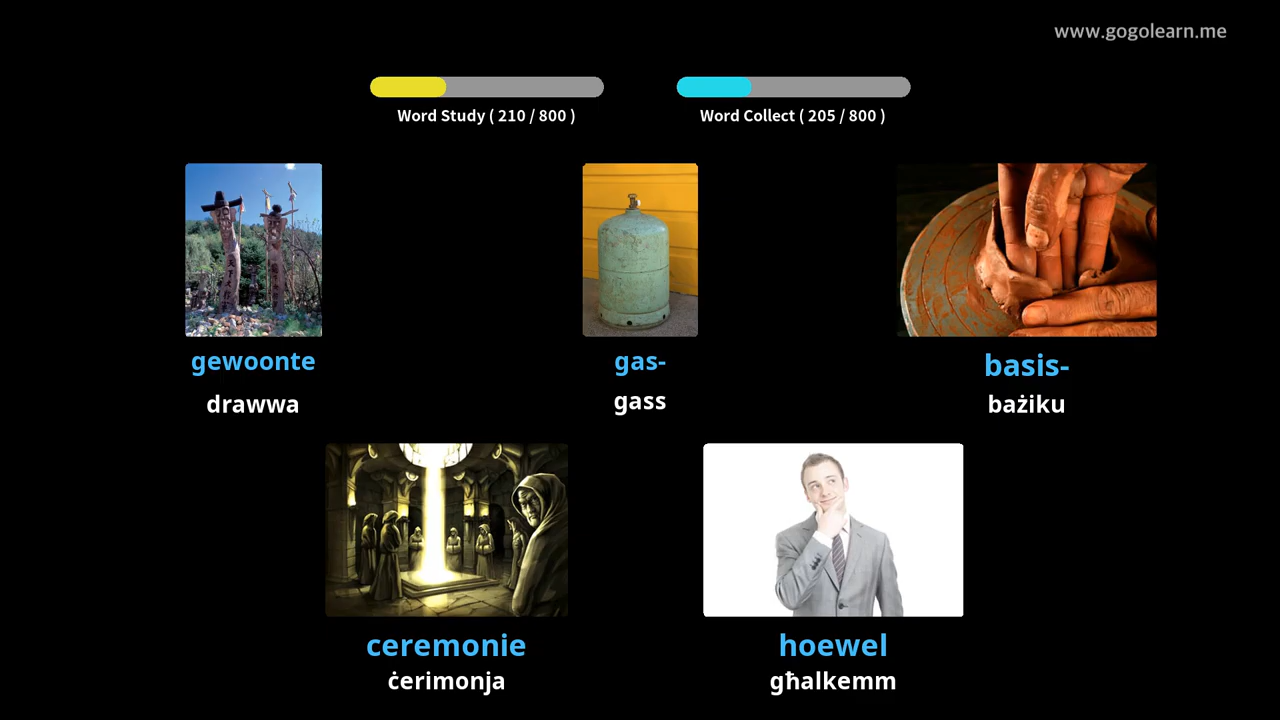 www.gogolearn.me
Word Study ( 210 / 800 )
Word Collect ( 205 / 800 )
gewoonte
drawwa
gas-
gass
basis-
bażiku
ceremonie
ċerimonja
hoewel
għalkemm